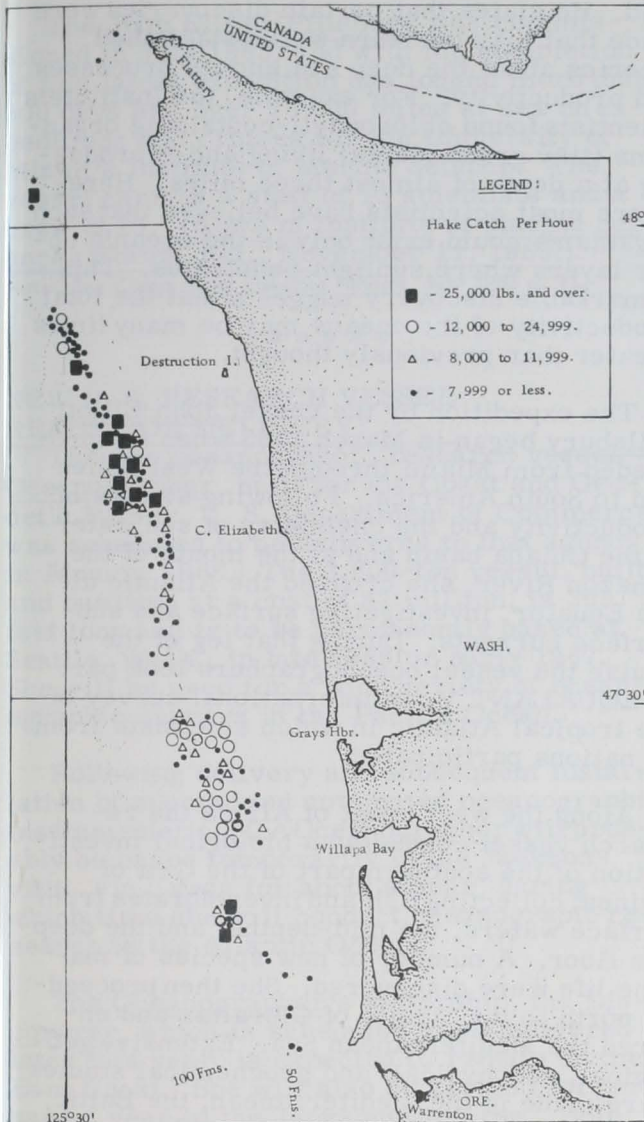 CANADA
UNITED STATES
C. Flattery
LEGEND:
Hake Catch Per Hour
48°
- 25,000 lbs. and over.
- 12,000 to 24,999.
- 8,000 to 11,999.
- 7,999 or less.
Destruction I.
C. Elizabeth
WASH.
47°30'
Grays Hbr.
Willapa Bay
100 Fms.
50 Fms.
125°30'
ORE.
Warrenton